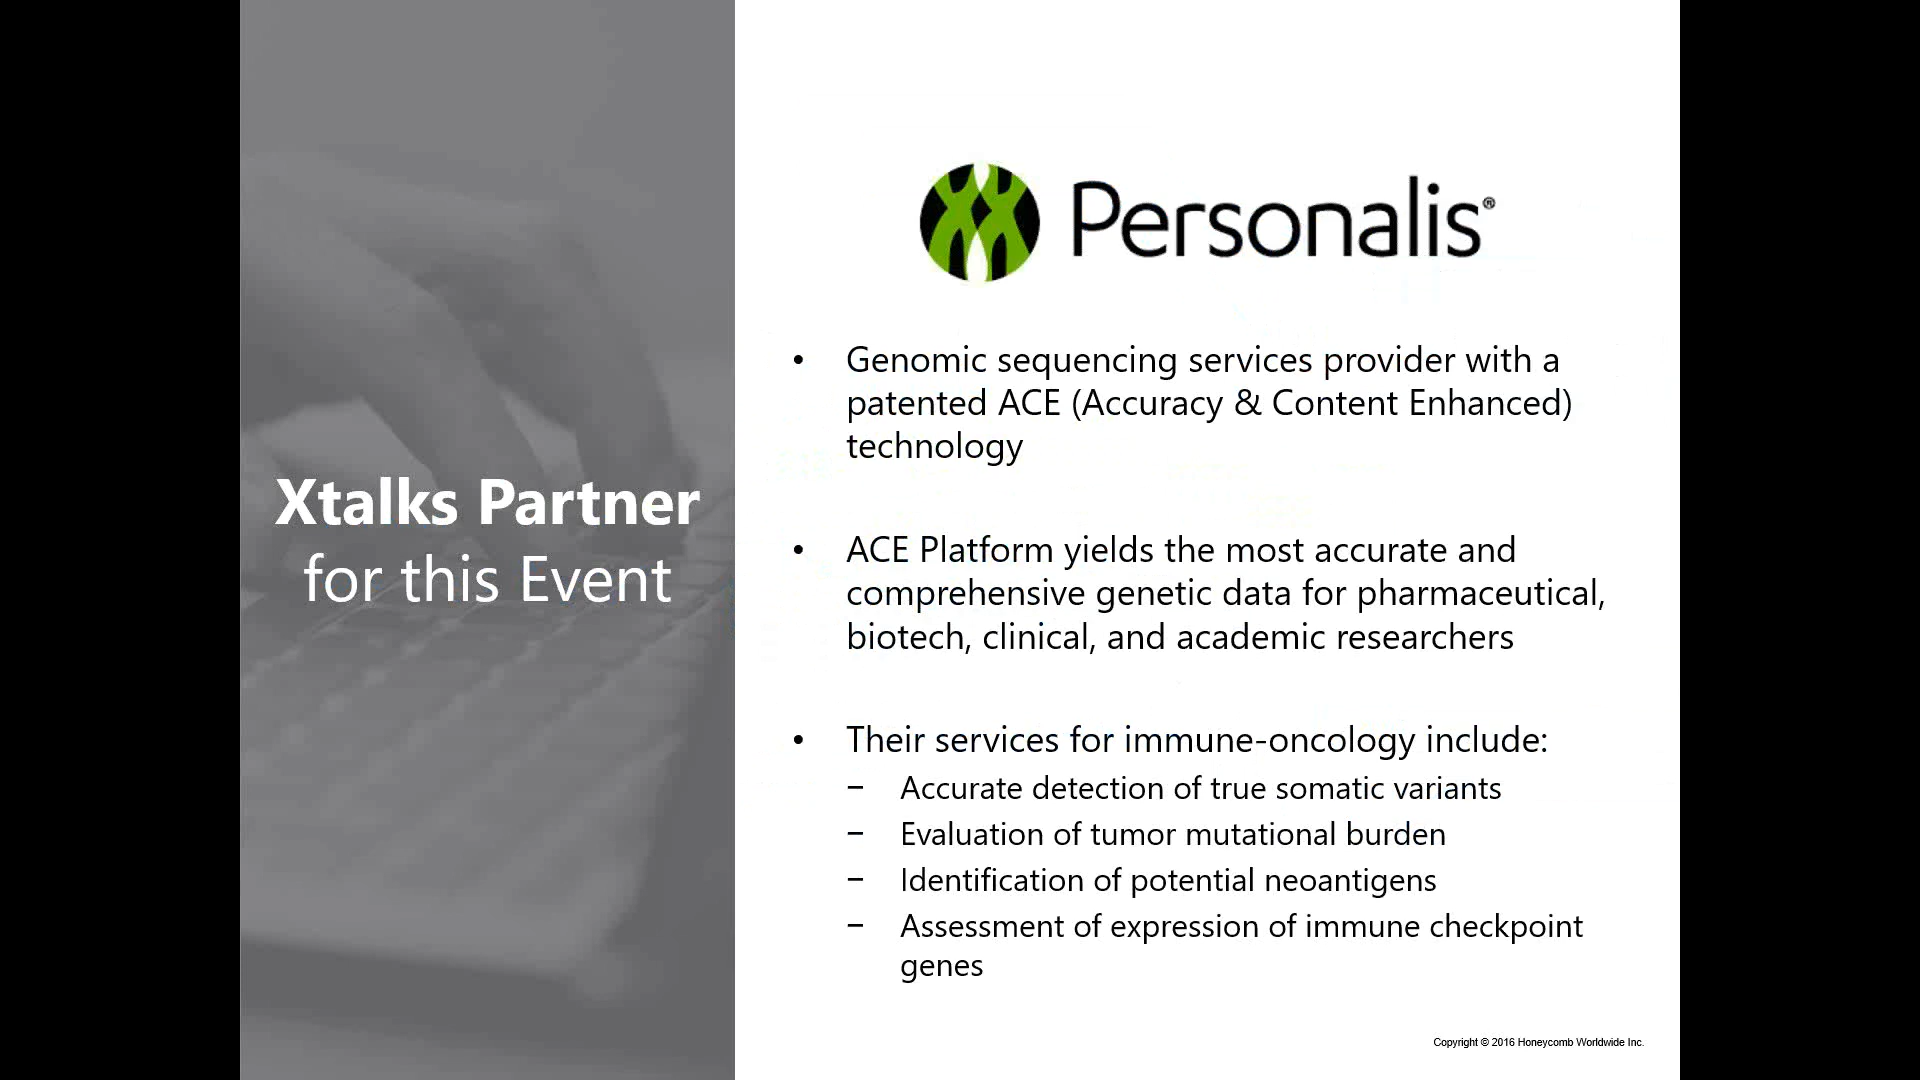 Xtalks Partner
for this Event
Personalis®
• Genomic sequencing services provider with a
patented ACE (Accuracy & Content Enhanced)
technology
• ACE Platform yields the most accurate and
comprehensive genetic data for pharmaceutical,
biotech, clinical, and academic researchers
• Their services for immune-oncology include:
− Accurate detection of true somatic variants
− Evaluation of tumor mutational burden
− Identification of potential neoantigens
− Assessment of expression of immune checkpoint
genes
Copyright © 2016 Honeycomb Worldwide Inc.